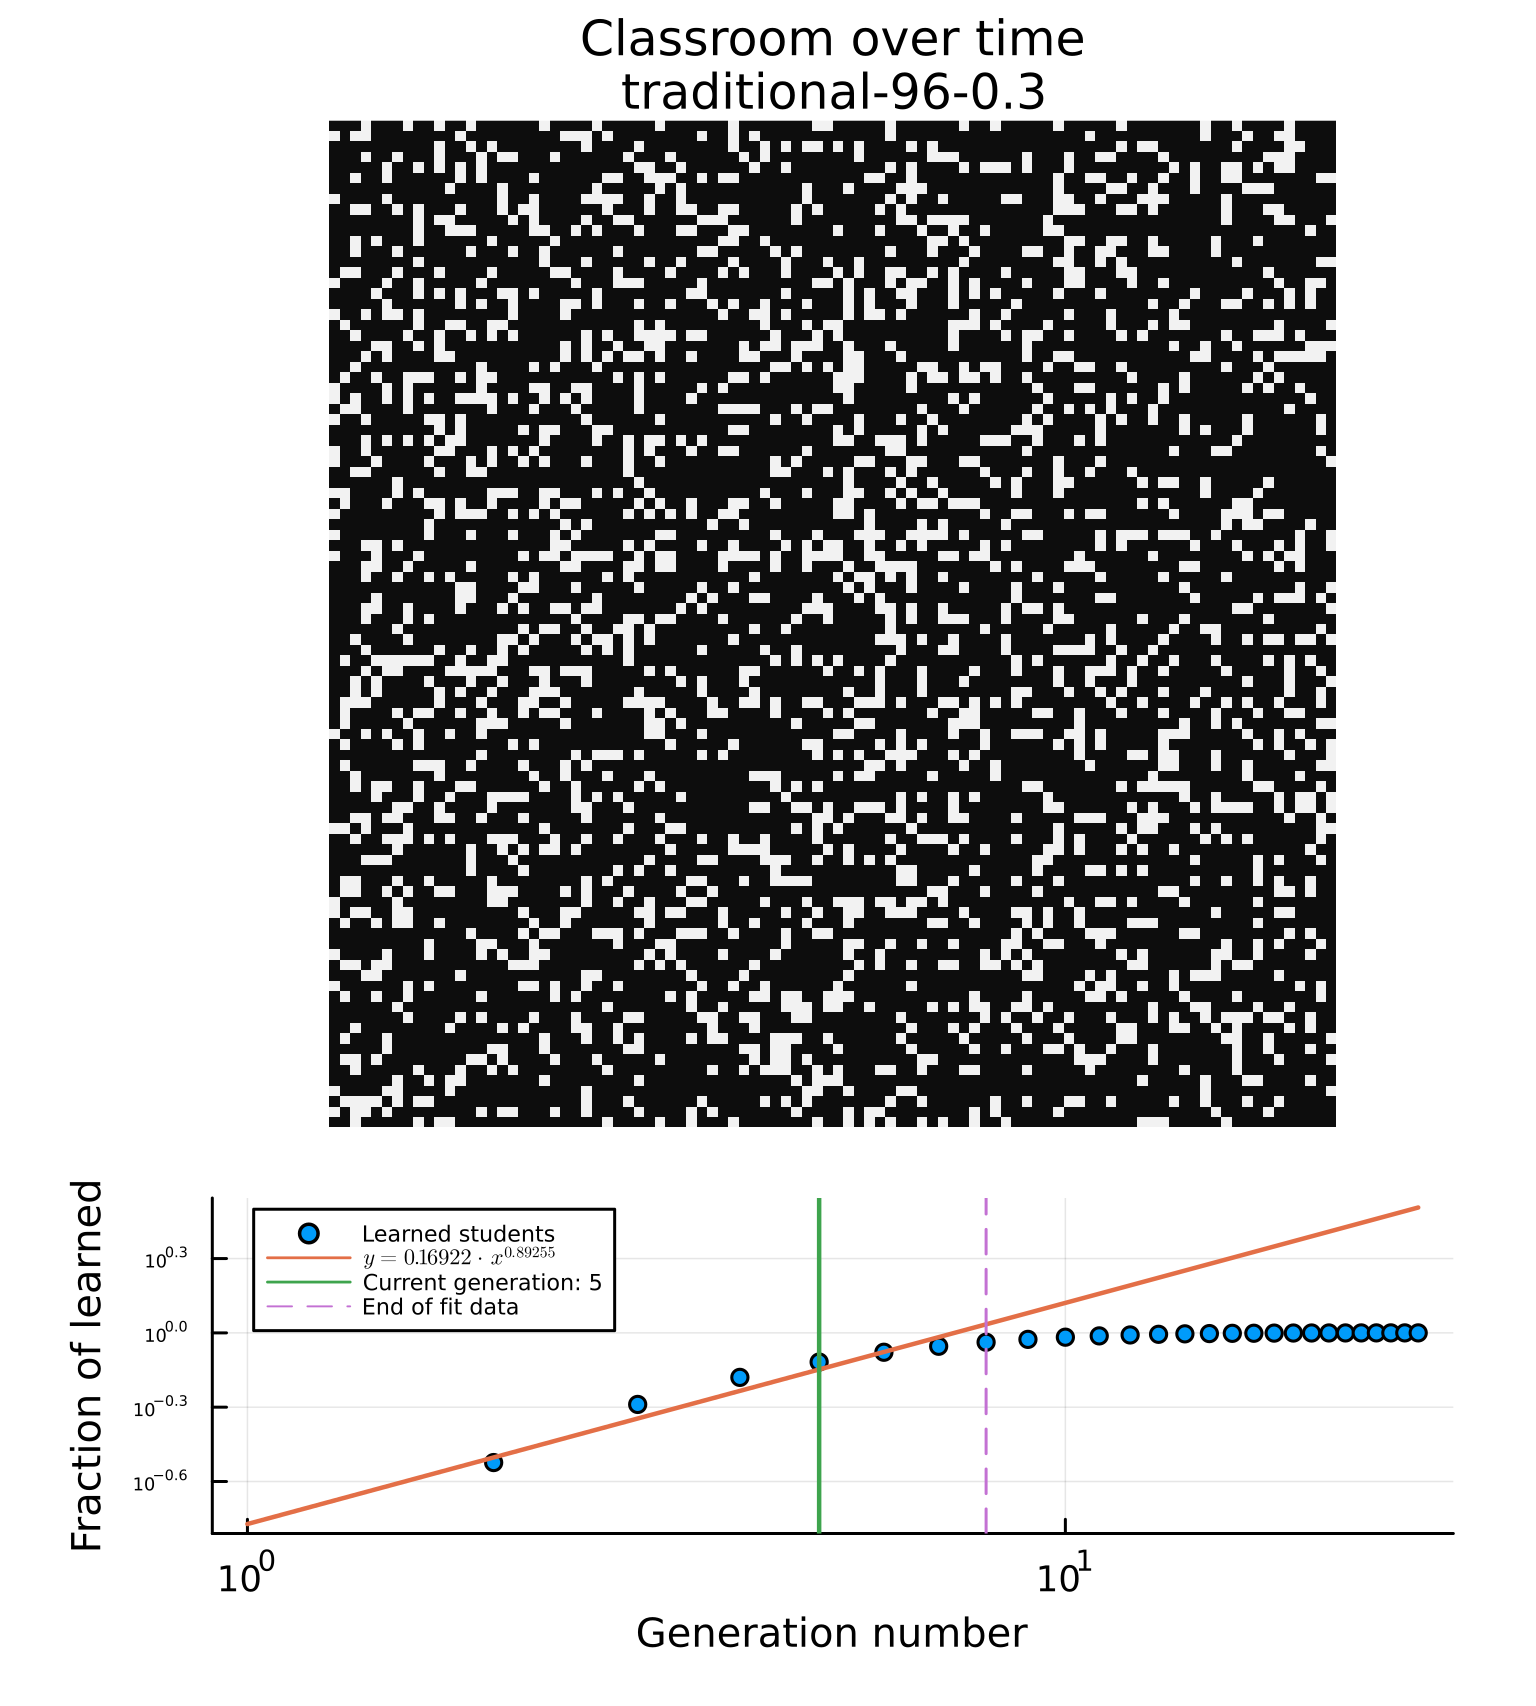 Classroom over time
traditional-96-0.3
Fraction of learned
10^0.3
10^0.0
10^−0.3
10^−0.6
Learned students
y = 0.16922 · x^0.89255
Current generation: 5
End of fit data
10^0
10^1
Generation number